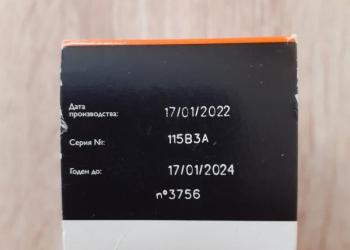 Дата
производства: 17/01/2022
Серия №: 115B3A
Годен до: 17/01/2024
n°3756